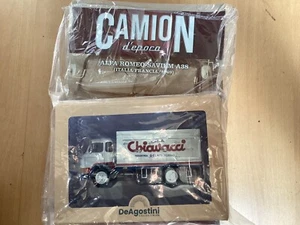 CAMION
d'epoca
ALFA ROMEO-SAVIEM A38
Chiavacci
DeAgostini